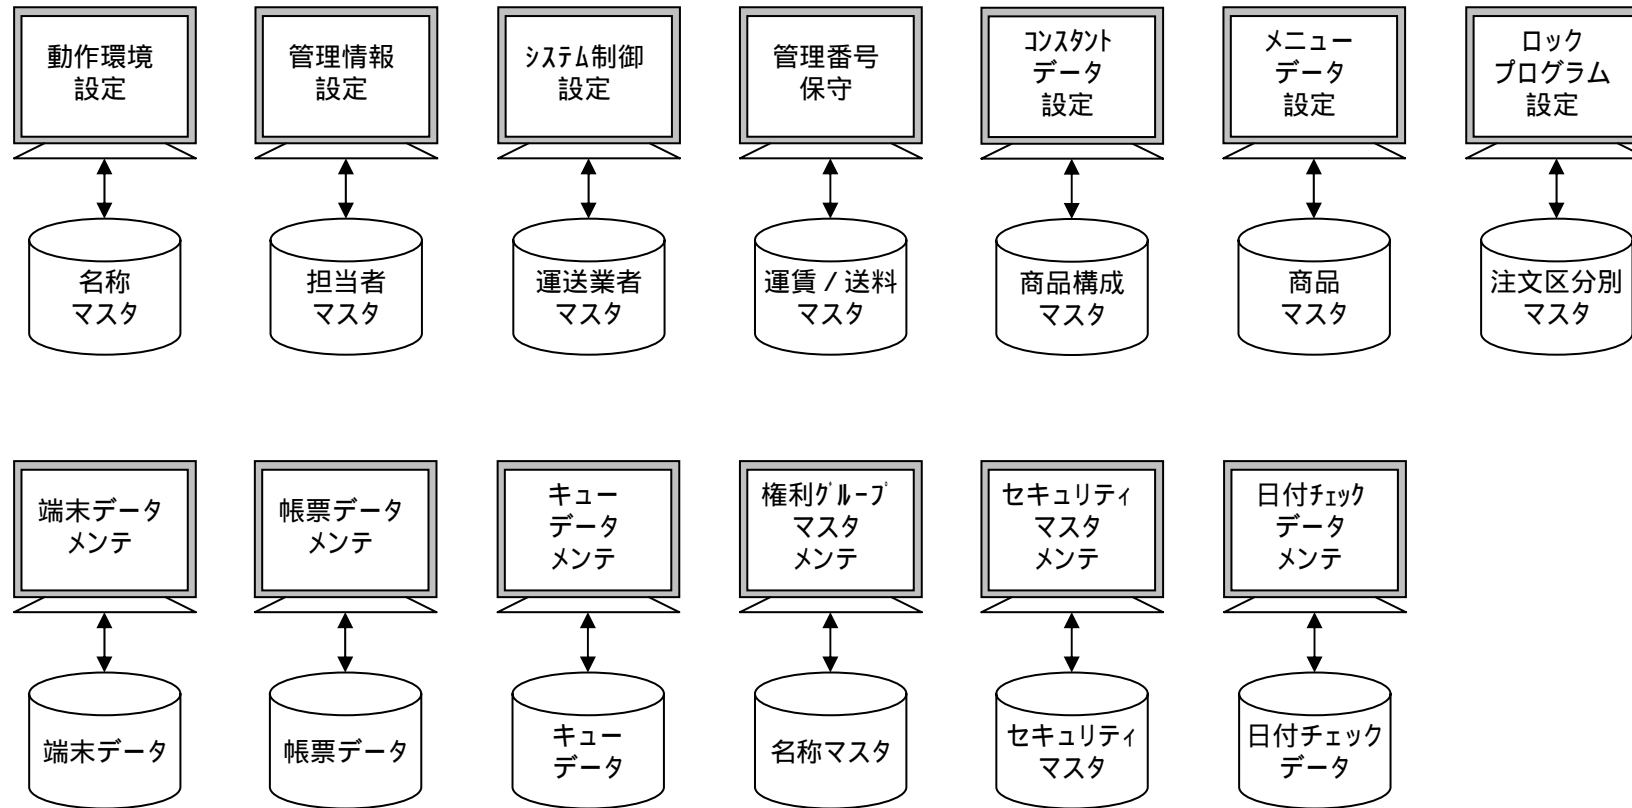 動作環境
設定
管理情報
設定
ｼｽﾃﾑ制御
設定
管理番号
保守
ｺﾝｽﾀﾝﾄ
データ
設定
メニュー
データ
設定
ロック
プログラム
設定
名称
マスタ
担当者
マスタ
運送業者
マスタ
運賃 / 送料
マスタ
商品構成
マスタ
商品
マスタ
注文区分別
マスタ
端末データ
メンテ
帳票データ
メンテ
キュー
データ
メンテ
権利ｸﾞﾙｰﾌﾟ
マスタ
メンテ
セキュリティ
マスタ
メンテ
日付ﾁｪｯｸ
データ
メンテ
端末データ
帳票データ
キュー
データ
名称マスタ
セキュリティ
マスタ
日付チェック
データ